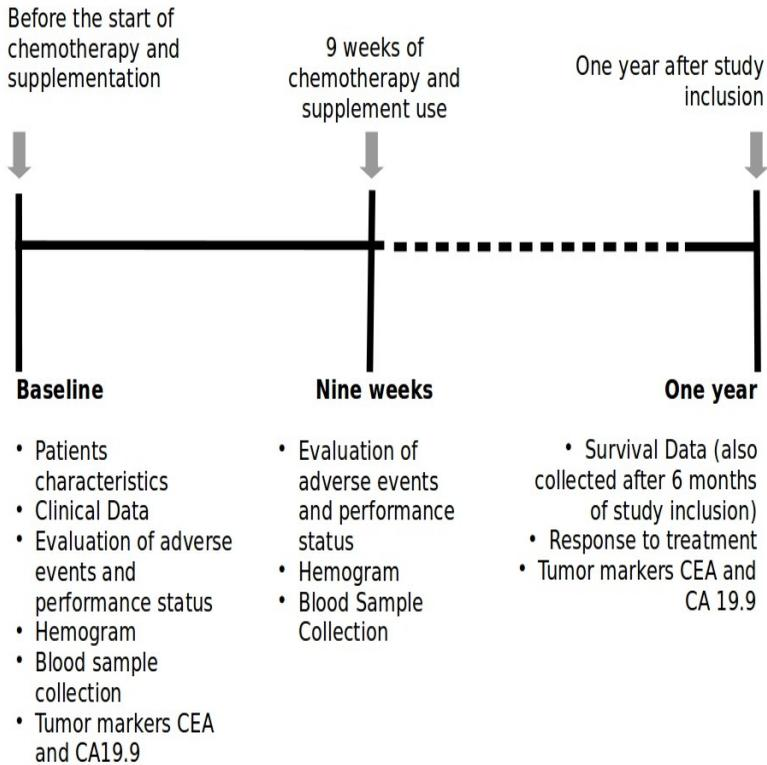 Before the start of
chemotherapy and
supplementation
9 weeks of
chemotherapy and
supplement use
One year after study
inclusion
Baseline
Nine weeks
One year
• Patients
characteristics
• Clinical Data
• Evaluation of adverse
events and
performance status
• Hemogram
• Blood sample
collection
• Tumor markers CEA
and CA19.9
• Evaluation of
adverse events
and performance
status
• Hemogram
• Blood Sample
Collection
• Survival Data (also
collected after 6 months
of study inclusion)
• Response to treatment
• Tumor markers CEA and
CA 19.9